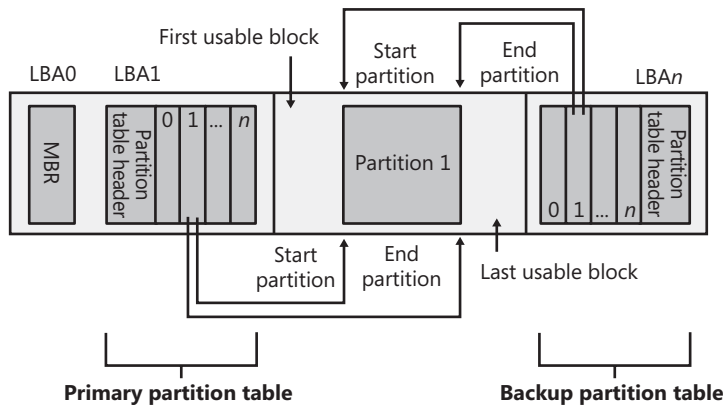 First usable block
Start
partition
End
partition
LBA0
LBA1
LBAn
MBR
Partition
table header
0
1
...
n
Partition 1
0
1
...
n
Partition
table header
Start
partition
End
partition
Last usable block
Primary partition table
Backup partition table